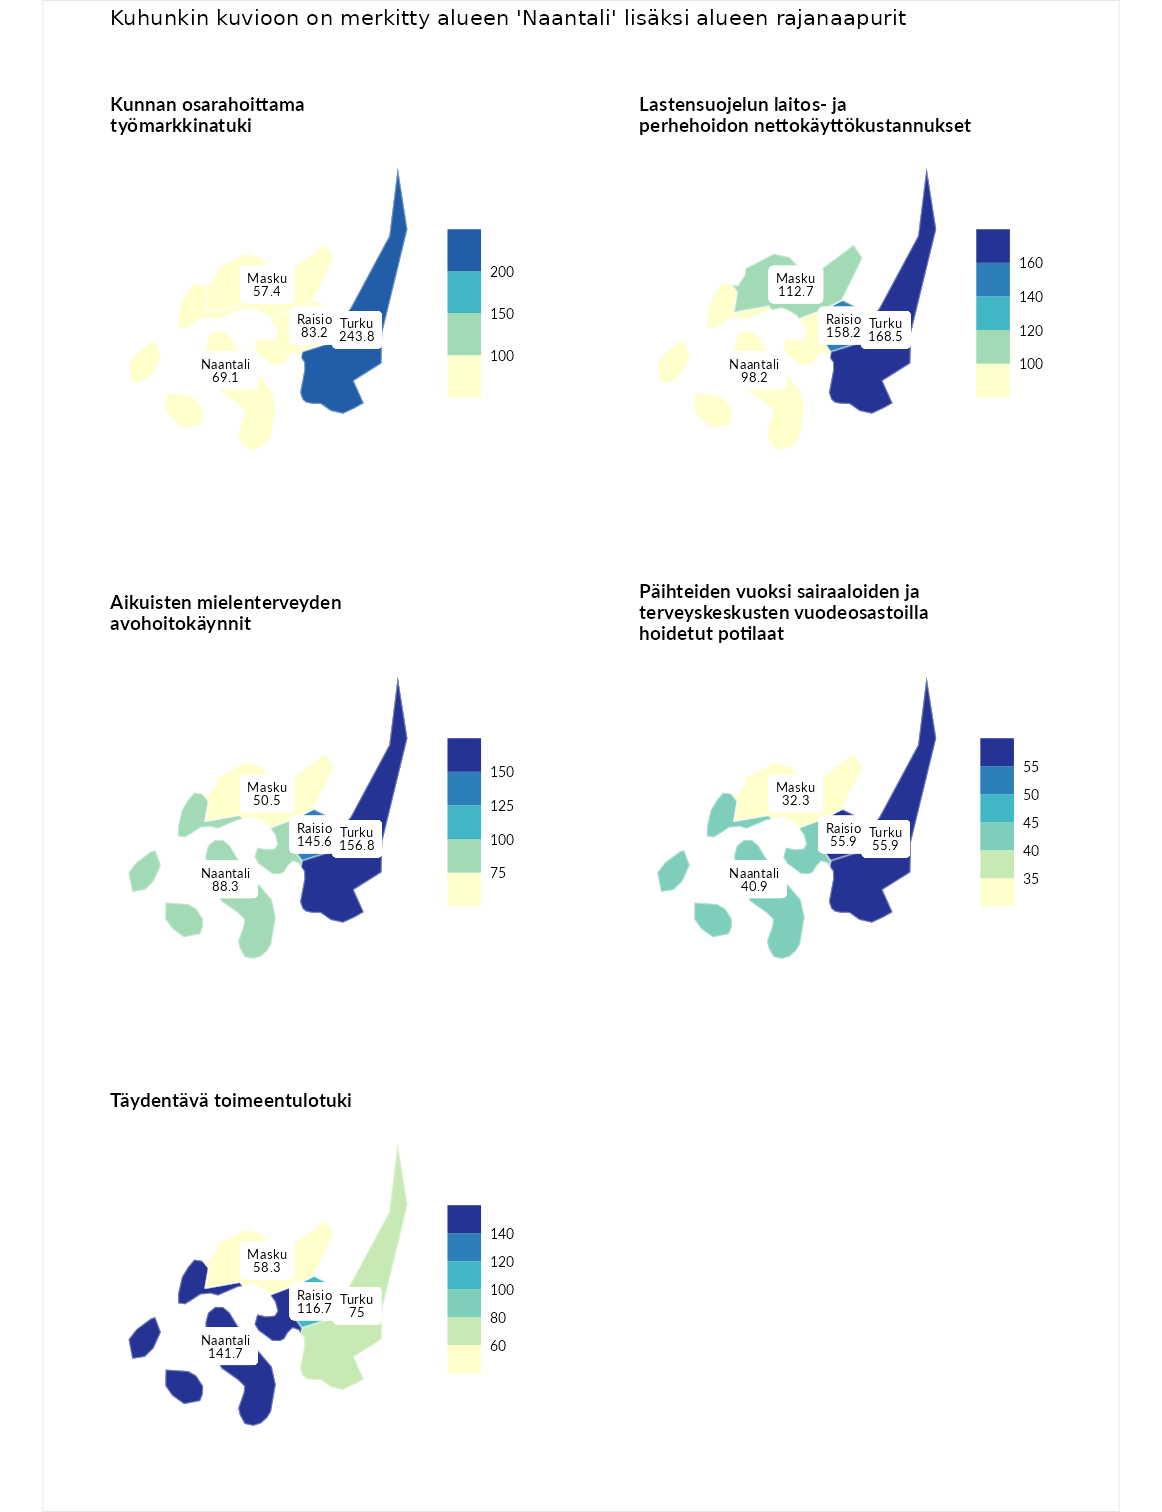 Kuhunkin kuvioon on merkitty alueen 'Naantali' lisäksi alueen rajanaapurit
Kunnan osarahoittama
työmarkkinatuki
Masku
57.4
Raisio
83.2
Turku
243.8
Naantali
69.1
200
150
100
Lastensuojelun laitos- ja
perhehoidon nettokäyttökustannukset
Masku
112.7
Raisio
158.2
Turku
168.5
Naantali
98.2
160
140
120
100
Aikuisten mielenterveyden
avohoitokäynnit
Masku
50.5
Raisio
145.6
Turku
156.8
Naantali
88.3
150
125
100
75
Päihteiden vuoksi sairaaloiden ja
terveyskeskusten vuodeosastoilla
hoidetut potilaat
Masku
32.3
Raisio
55.9
Turku
55.9
Naantali
40.9
55
50
45
40
35
Täydentävä toimeentulotuki
Masku
58.3
Raisio
116.7
Turku
75
Naantali
141.7
140
120
100
80
60